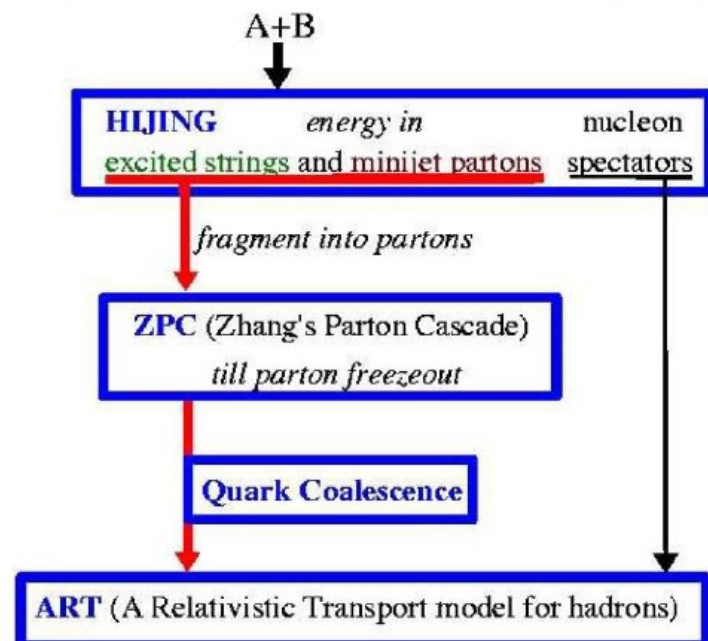 A+B
HIJING energy in nucleon
excited strings and minijet partons spectators
fragment into partons
ZPC (Zhang's Parton Cascade)
till parton freezeout
Quark Coalescence
ART (A Relativistic Transport model for hadrons)